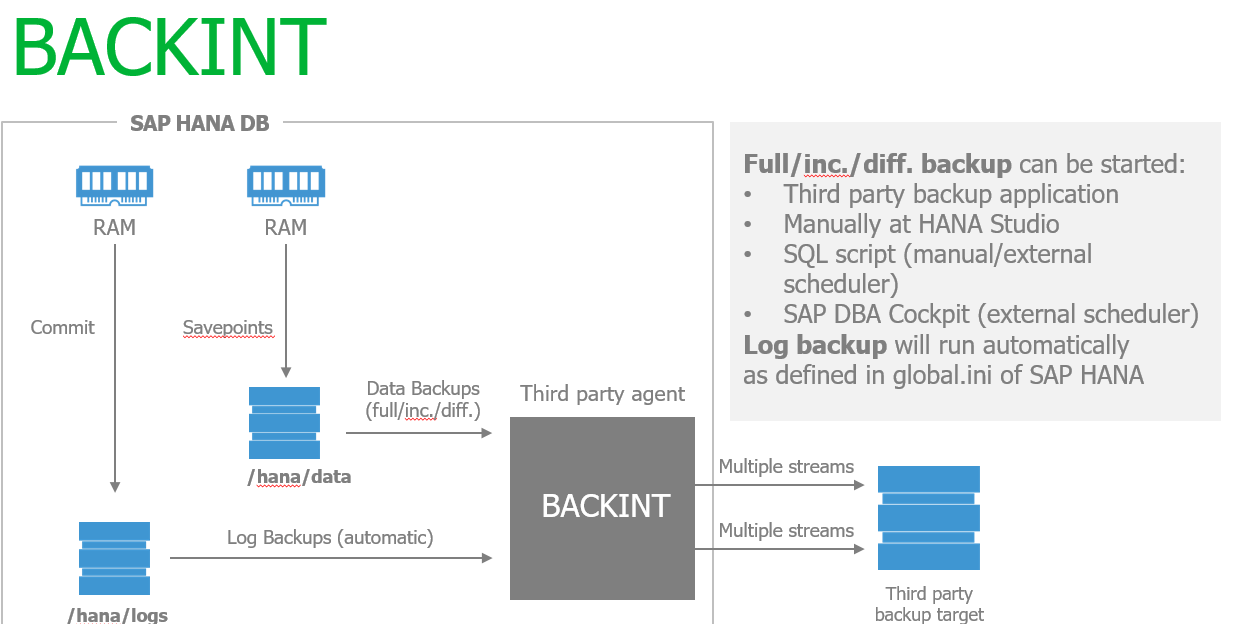 BACKINT
SAP HANA DB
RAM
RAM
Commit
Savepoints
Data Backups
(full/inc./diff.)
/hana/data
Log Backups (automatic)
/hana/logs
Third party agent
BACKINT
Multiple streams
Multiple streams
Third party
backup target
Full/inc./diff. backup can be started:
• Third party backup application
• Manually at HANA Studio
• SQL script (manual/external
scheduler)
• SAP DBA Cockpit (external scheduler)
Log backup will run automatically
as defined in global.ini of SAP HANA